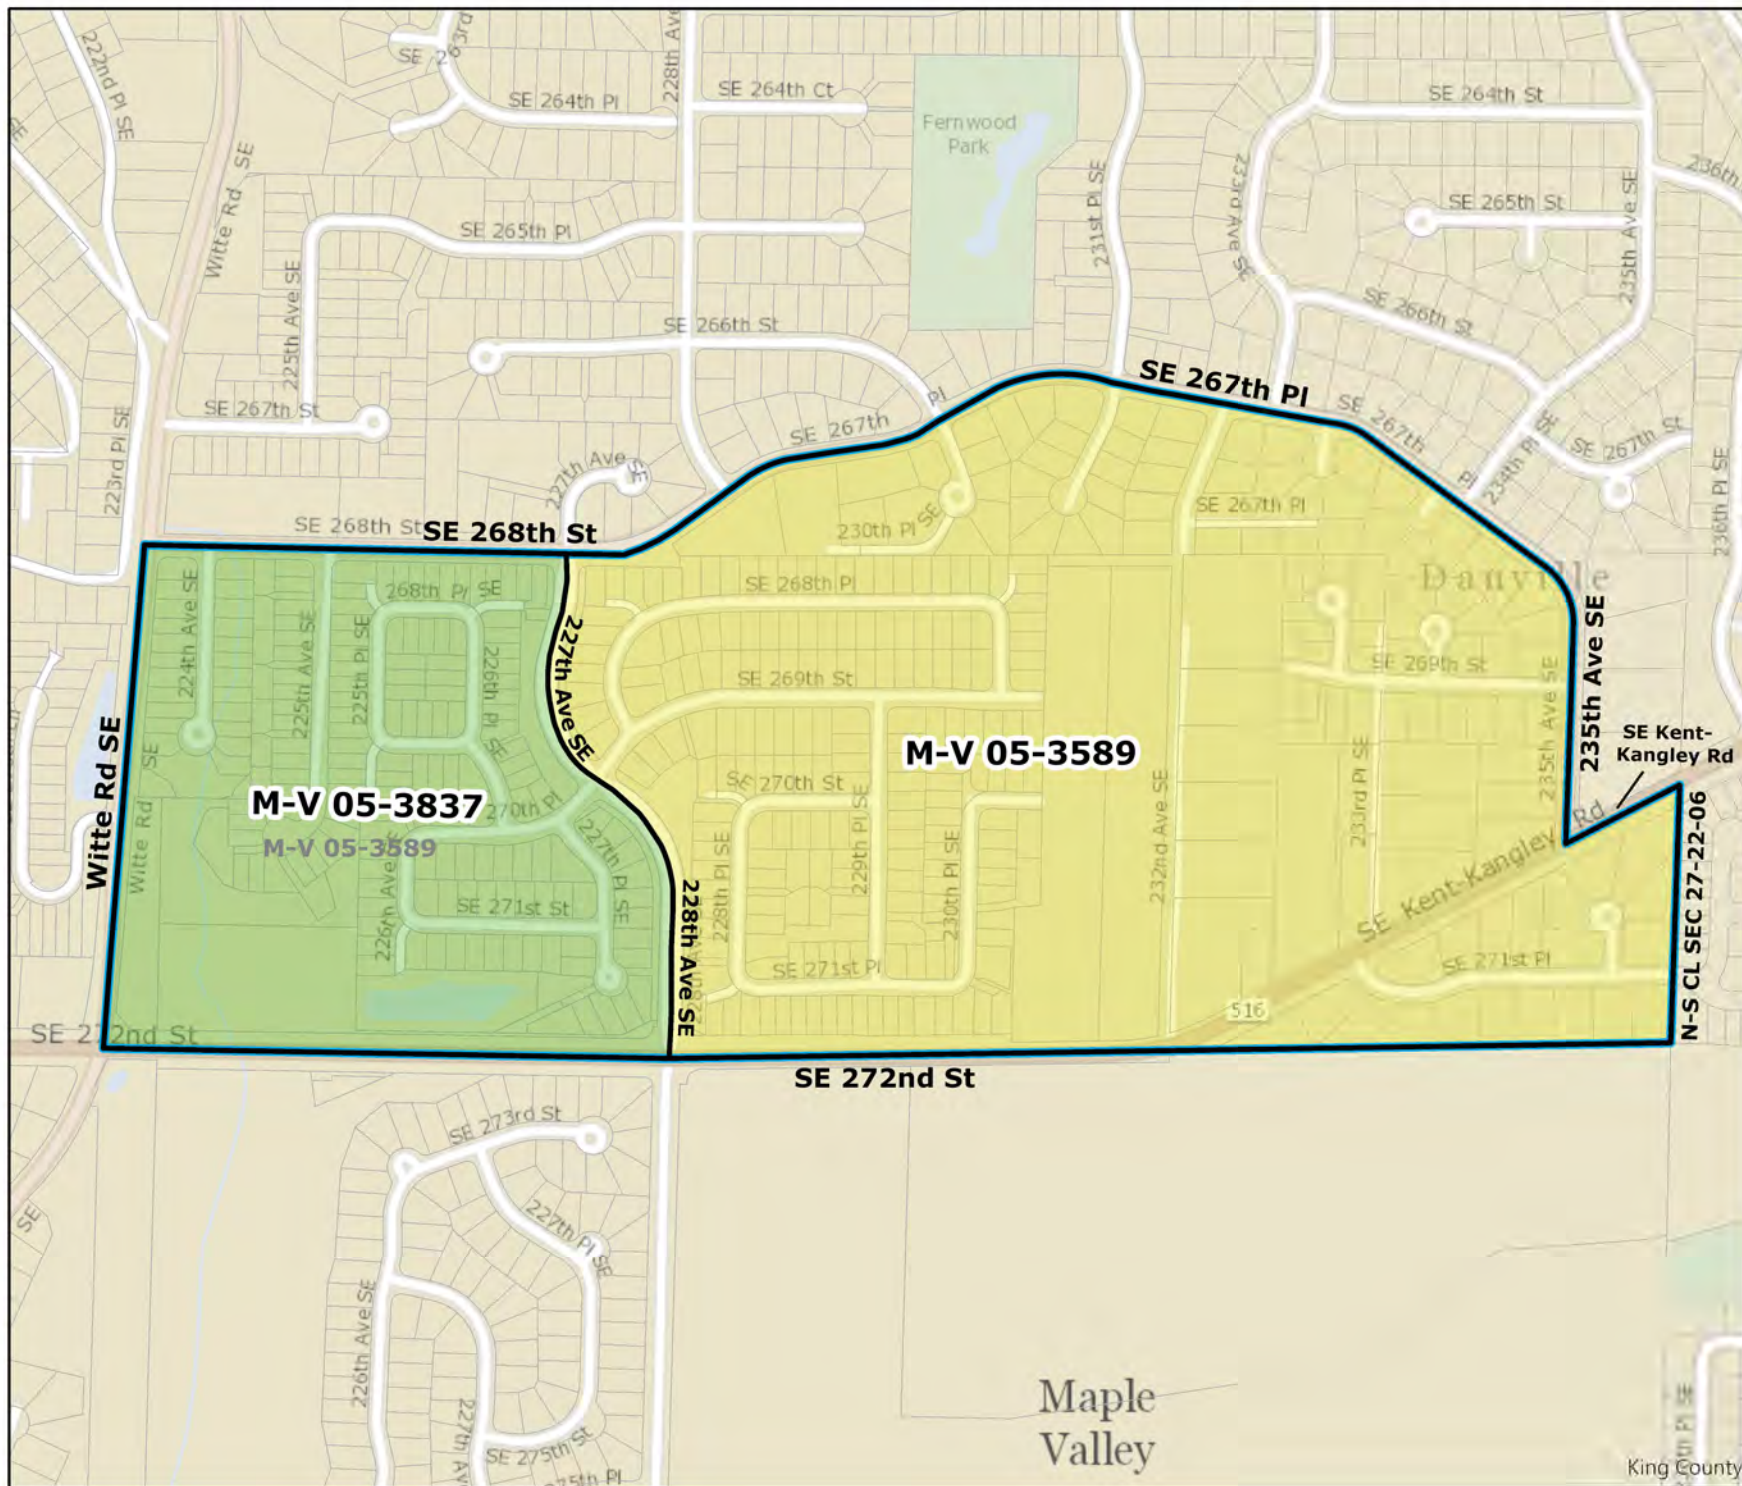 222nd Pl SE
SE 263rd
228th Ave
SE 264th Pl
SE 264th Ct
SE 264th St
Fernwood
Park
SE
Witte Rd SE
231st Pl SE
233rd Ave SE
236th
SE 265th St
235th Ave SE
SE 265th Pl
225th Ave SE
SE 266th St
SE 266th St
SE 267th Pl
SE 267th St
223rd Pl SE
SE 267th Pl
SE 267th Pl
234th Pl SE
SE 267th St
236th Pl SE
227th Ave SE
SE 268th St
SE 268th St
230th Pl SE
SE 267th Pl
Danville
224th Ave SE
225th Ave SE
225th Pl SE
268th Pl SE
226th Pl SE
227th Ave SE
SE 268th Pl
SE 269th St
SE 269th St
235th Ave SE
235th Ave SE
SE Kent-
Kangley Rd
M-V 05-3589
Witte Rd SE
Witte Rd SE
M-V 05-3837
M-V 05-3589
270th Pl
227th Pl SE
226th Ave SE
SE 271st St
228th Ave SE
228th Ave SE
228th Pl SE
SE 270th St
229th Pl SE
230th Pl SE
SE 271st Pl
232nd Ave SE
233rd Pl SE
SE Kent-Kangley Rd
SE 271st Pl
516
N-S CL SEC 27-22-06
SE 272nd St
SE 272nd St
SE 273rd St
227th Pl SE
SE
226th Ave SE
227th Av
SE 275th St
275th Pl
Maple
Valley
Pl SE
King County